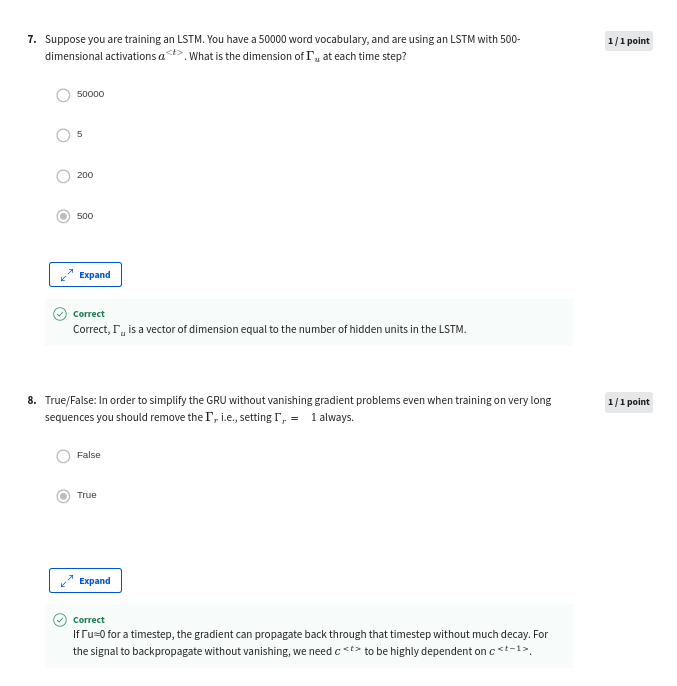 7. Suppose you are training an LSTM. You have a 50000 word vocabulary, and are using an LSTM with 500-
1 / 1 point
dimensional activations a<t>. What is the dimension of Γu at each time step?
50000
5
200
500
Expand
Correct
Correct, Γu is a vector of dimension equal to the number of hidden units in the LSTM.
8. True/False: In order to simplify the GRU without vanishing gradient problems even when training on very long
1 / 1 point
sequences you should remove the Γr i.e., setting Γr = 1 always.
False
True
Expand
Correct
If Γu≈0 for a timestep, the gradient can propagate back through that timestep without much decay. For
the signal to backpropagate without vanishing, we need c<t> to be highly dependent on c<t−1>.